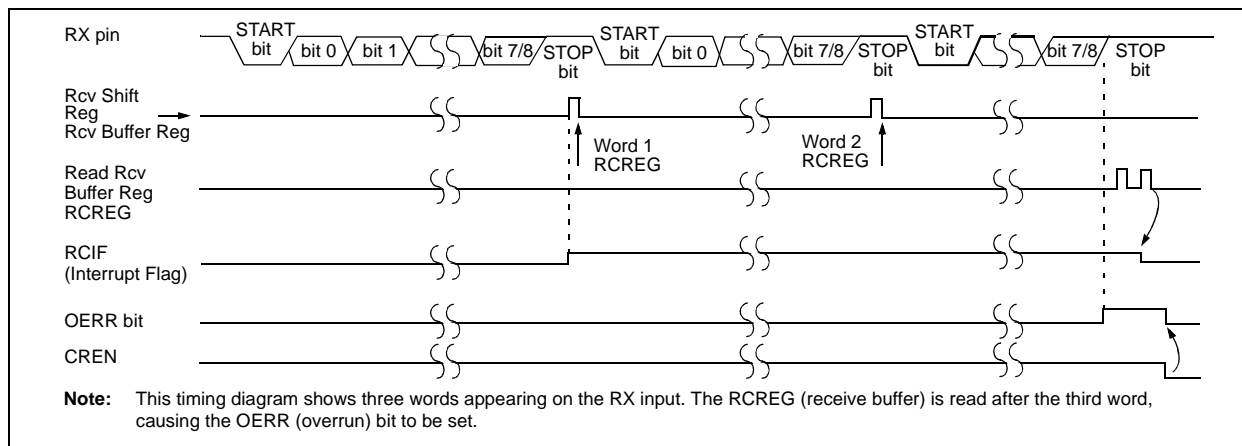 RX pin
START bit
bit 0
bit 1
bit 7/8
STOP bit
START bit
bit 0
bit 7/8
STOP bit
START bit
bit 7/8
STOP bit
Rcv Shift
Reg
Rcv Buffer Reg
Word 1
RCREG
Word 2
RCREG
Read Rcv
Buffer Reg
RCREG
RCIF
(Interrupt Flag)
OERR bit
CREN
Note: This timing diagram shows three words appearing on the RX input. The RCREG (receive buffer) is read after the third word,
causing the OERR (overrun) bit to be set.